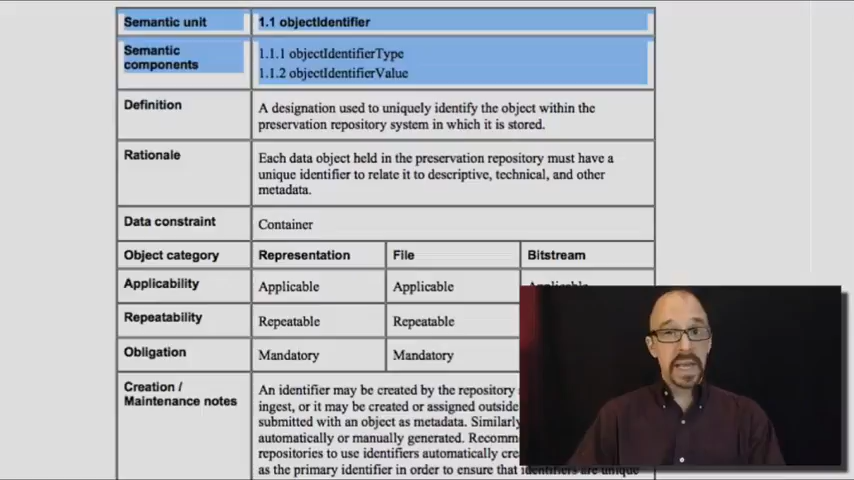 Semantic unit
1.1 objectIdentifier
Semantic
components
1.1.1 objectIdentifierType
1.1.2 objectIdentifierValue
Definition
A designation used to uniquely identify the object within the
preservation repository system in which it is stored.
Rationale
Each data object held in the preservation repository must have a
unique identifier to relate it to descriptive, technical, and other
metadata.
Data constraint
Container
Object category
Representation
File
Bitstream
Applicability
Applicable
Applicable
Applicable
Repeatability
Repeatable
Repeatable
Obligation
Mandatory
Mandatory
Creation /
Maintenance notes
An identifier may be created by the repository
ingest, or it may be created or assigned outside
submitted with an object as metadata. Similarly
automatically or manually generated.
repositories to use identifiers automatically
as the primary identifier in order to ensure that identifiers are unique